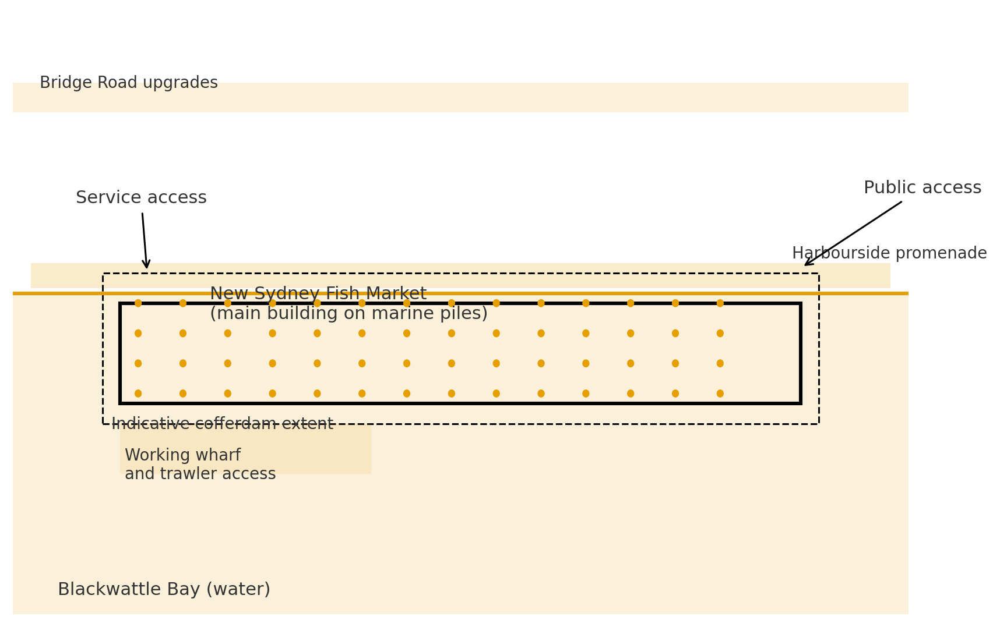 Bridge Road upgrades
Service access
Public access
Harbourside promenade
New Sydney Fish Market
(main building on marine piles)
Indicative cofferdam extent
Working wharf
and trawler access
Blackwattle Bay (water)